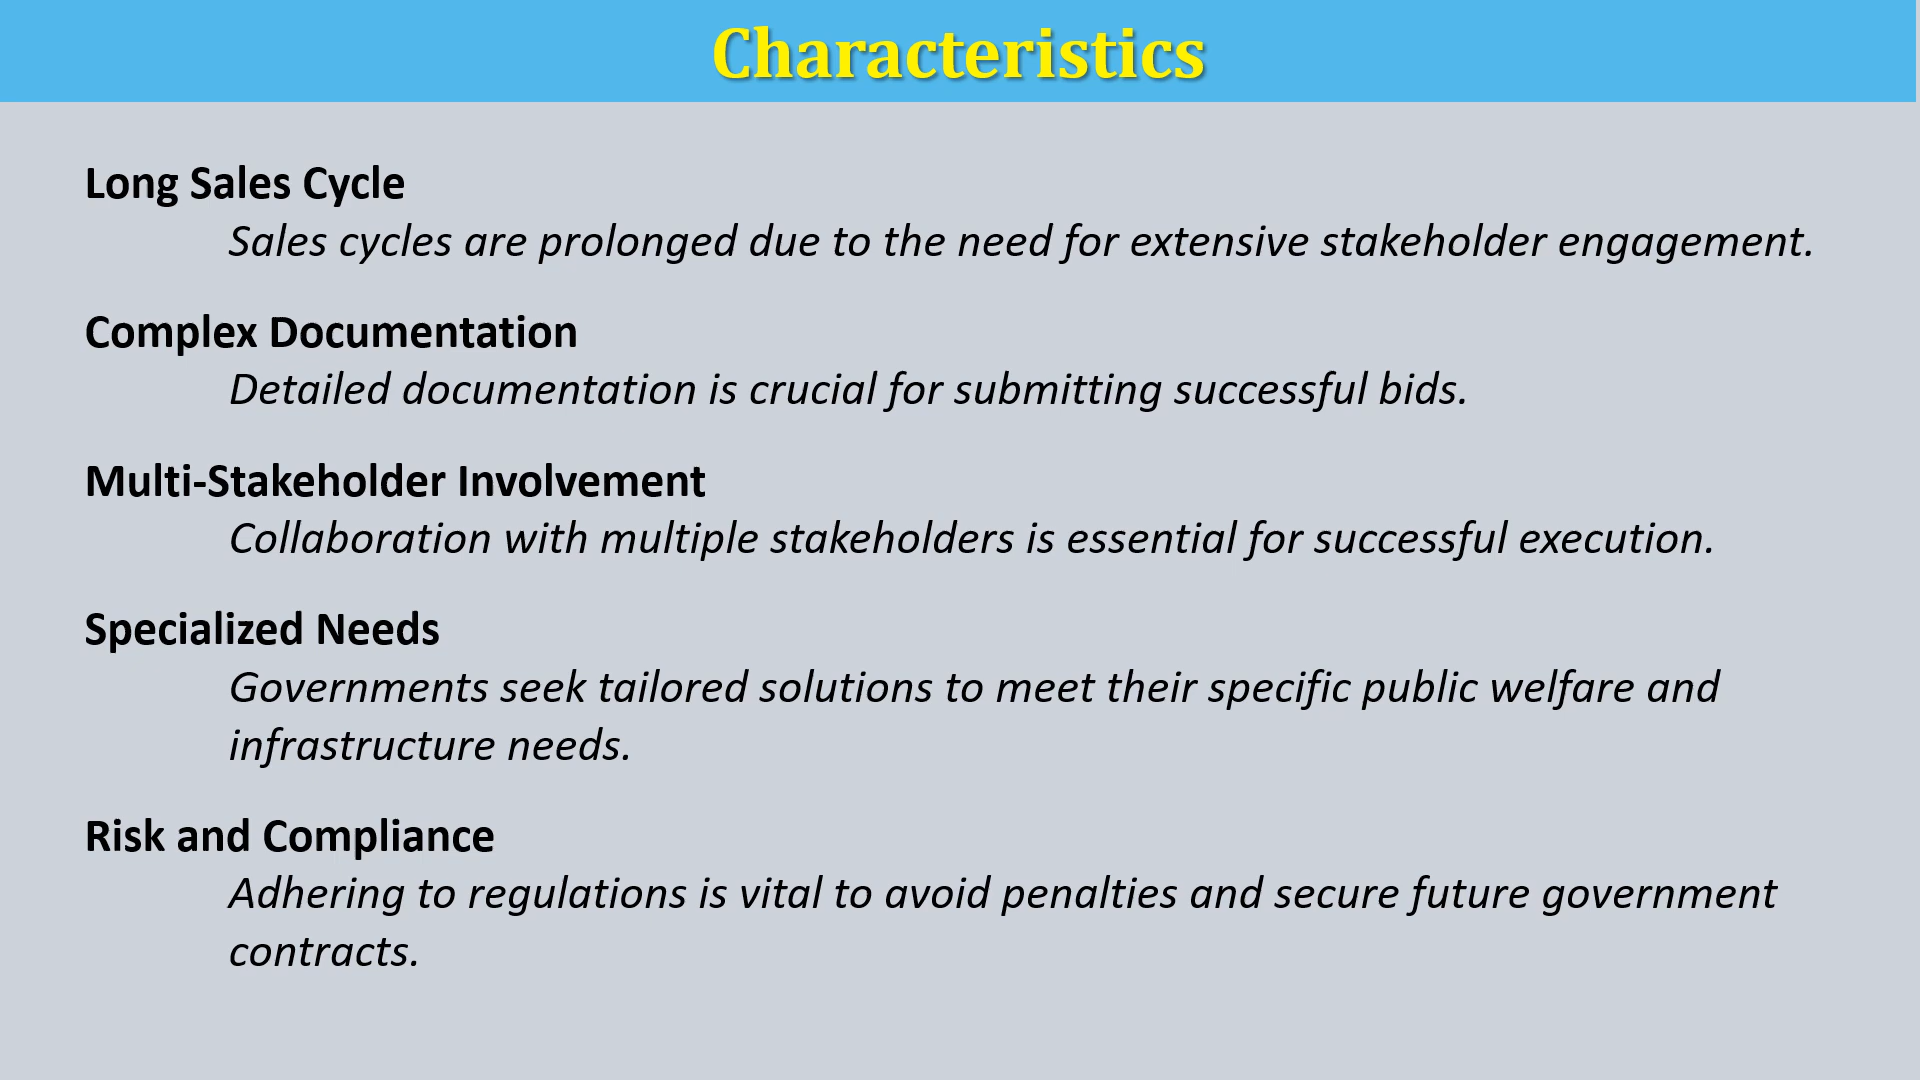 Characteristics
Long Sales Cycle
Sales cycles are prolonged due to the need for extensive stakeholder engagement.
Complex Documentation
Detailed documentation is crucial for submitting successful bids.
Multi-Stakeholder Involvement
Collaboration with multiple stakeholders is essential for successful execution.
Specialized Needs
Governments seek tailored solutions to meet their specific public welfare and
infrastructure needs.
Risk and Compliance
Adhering to regulations is vital to avoid penalties and secure future government
contracts.